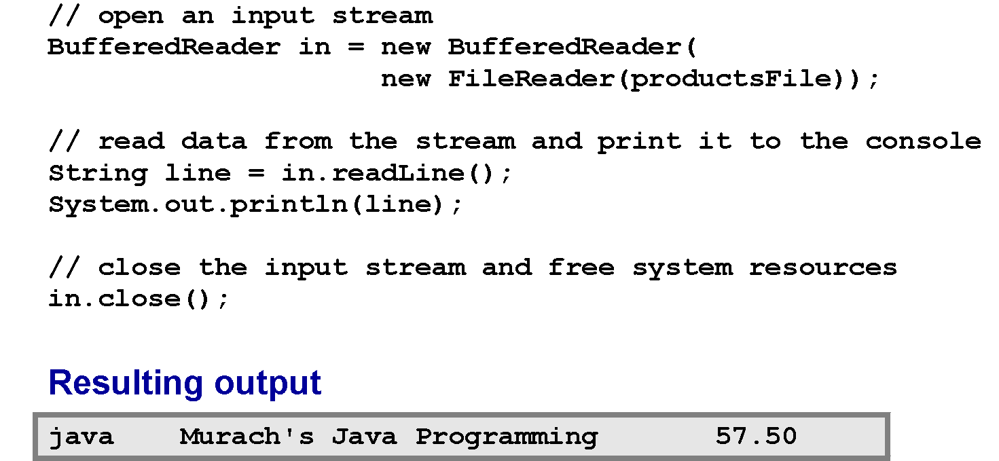 // open an input stream
BufferedReader in = new BufferedReader(
                    new FileReader(productsFile));
// read data from the stream and print it to the console
String line = in.readLine();
System.out.println(line);
// close the input stream and free system resources
in.close();
Resulting output
java    Murach's Java Programming       57.50